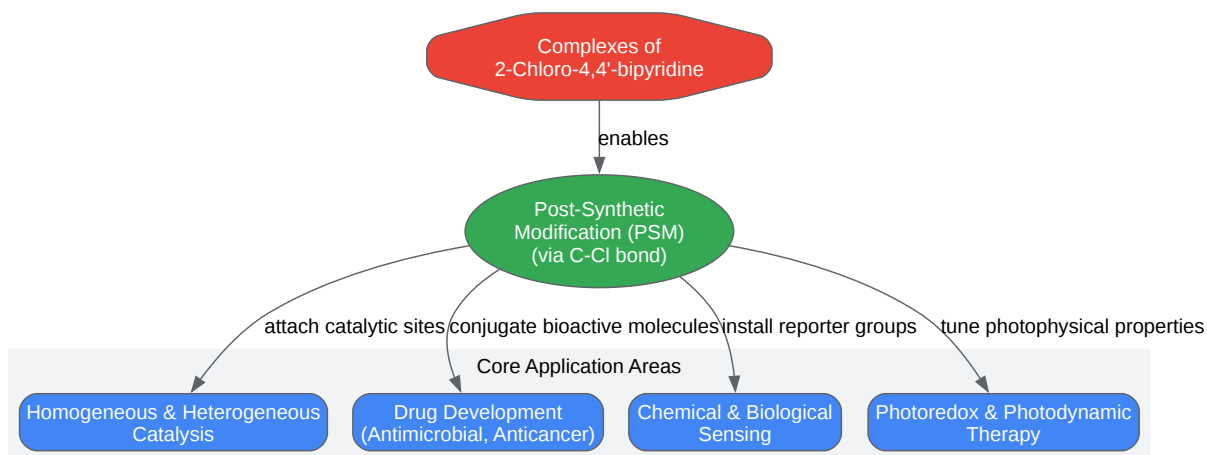 Complexes of
2-Chloro-4,4'-bipyridine
enables
Post-Synthetic
Modification (PSM)
(via C-Cl bond)
attach catalytic sites
conjugate bioactive molecules
install reporter groups
tune photophysical properties
Core Application Areas
Homogeneous & Heterogeneous
Catalysis
Drug Development
(Antimicrobial, Anticancer)
Chemical & Biological
Sensing
Photoredox & Photodynamic
Therapy